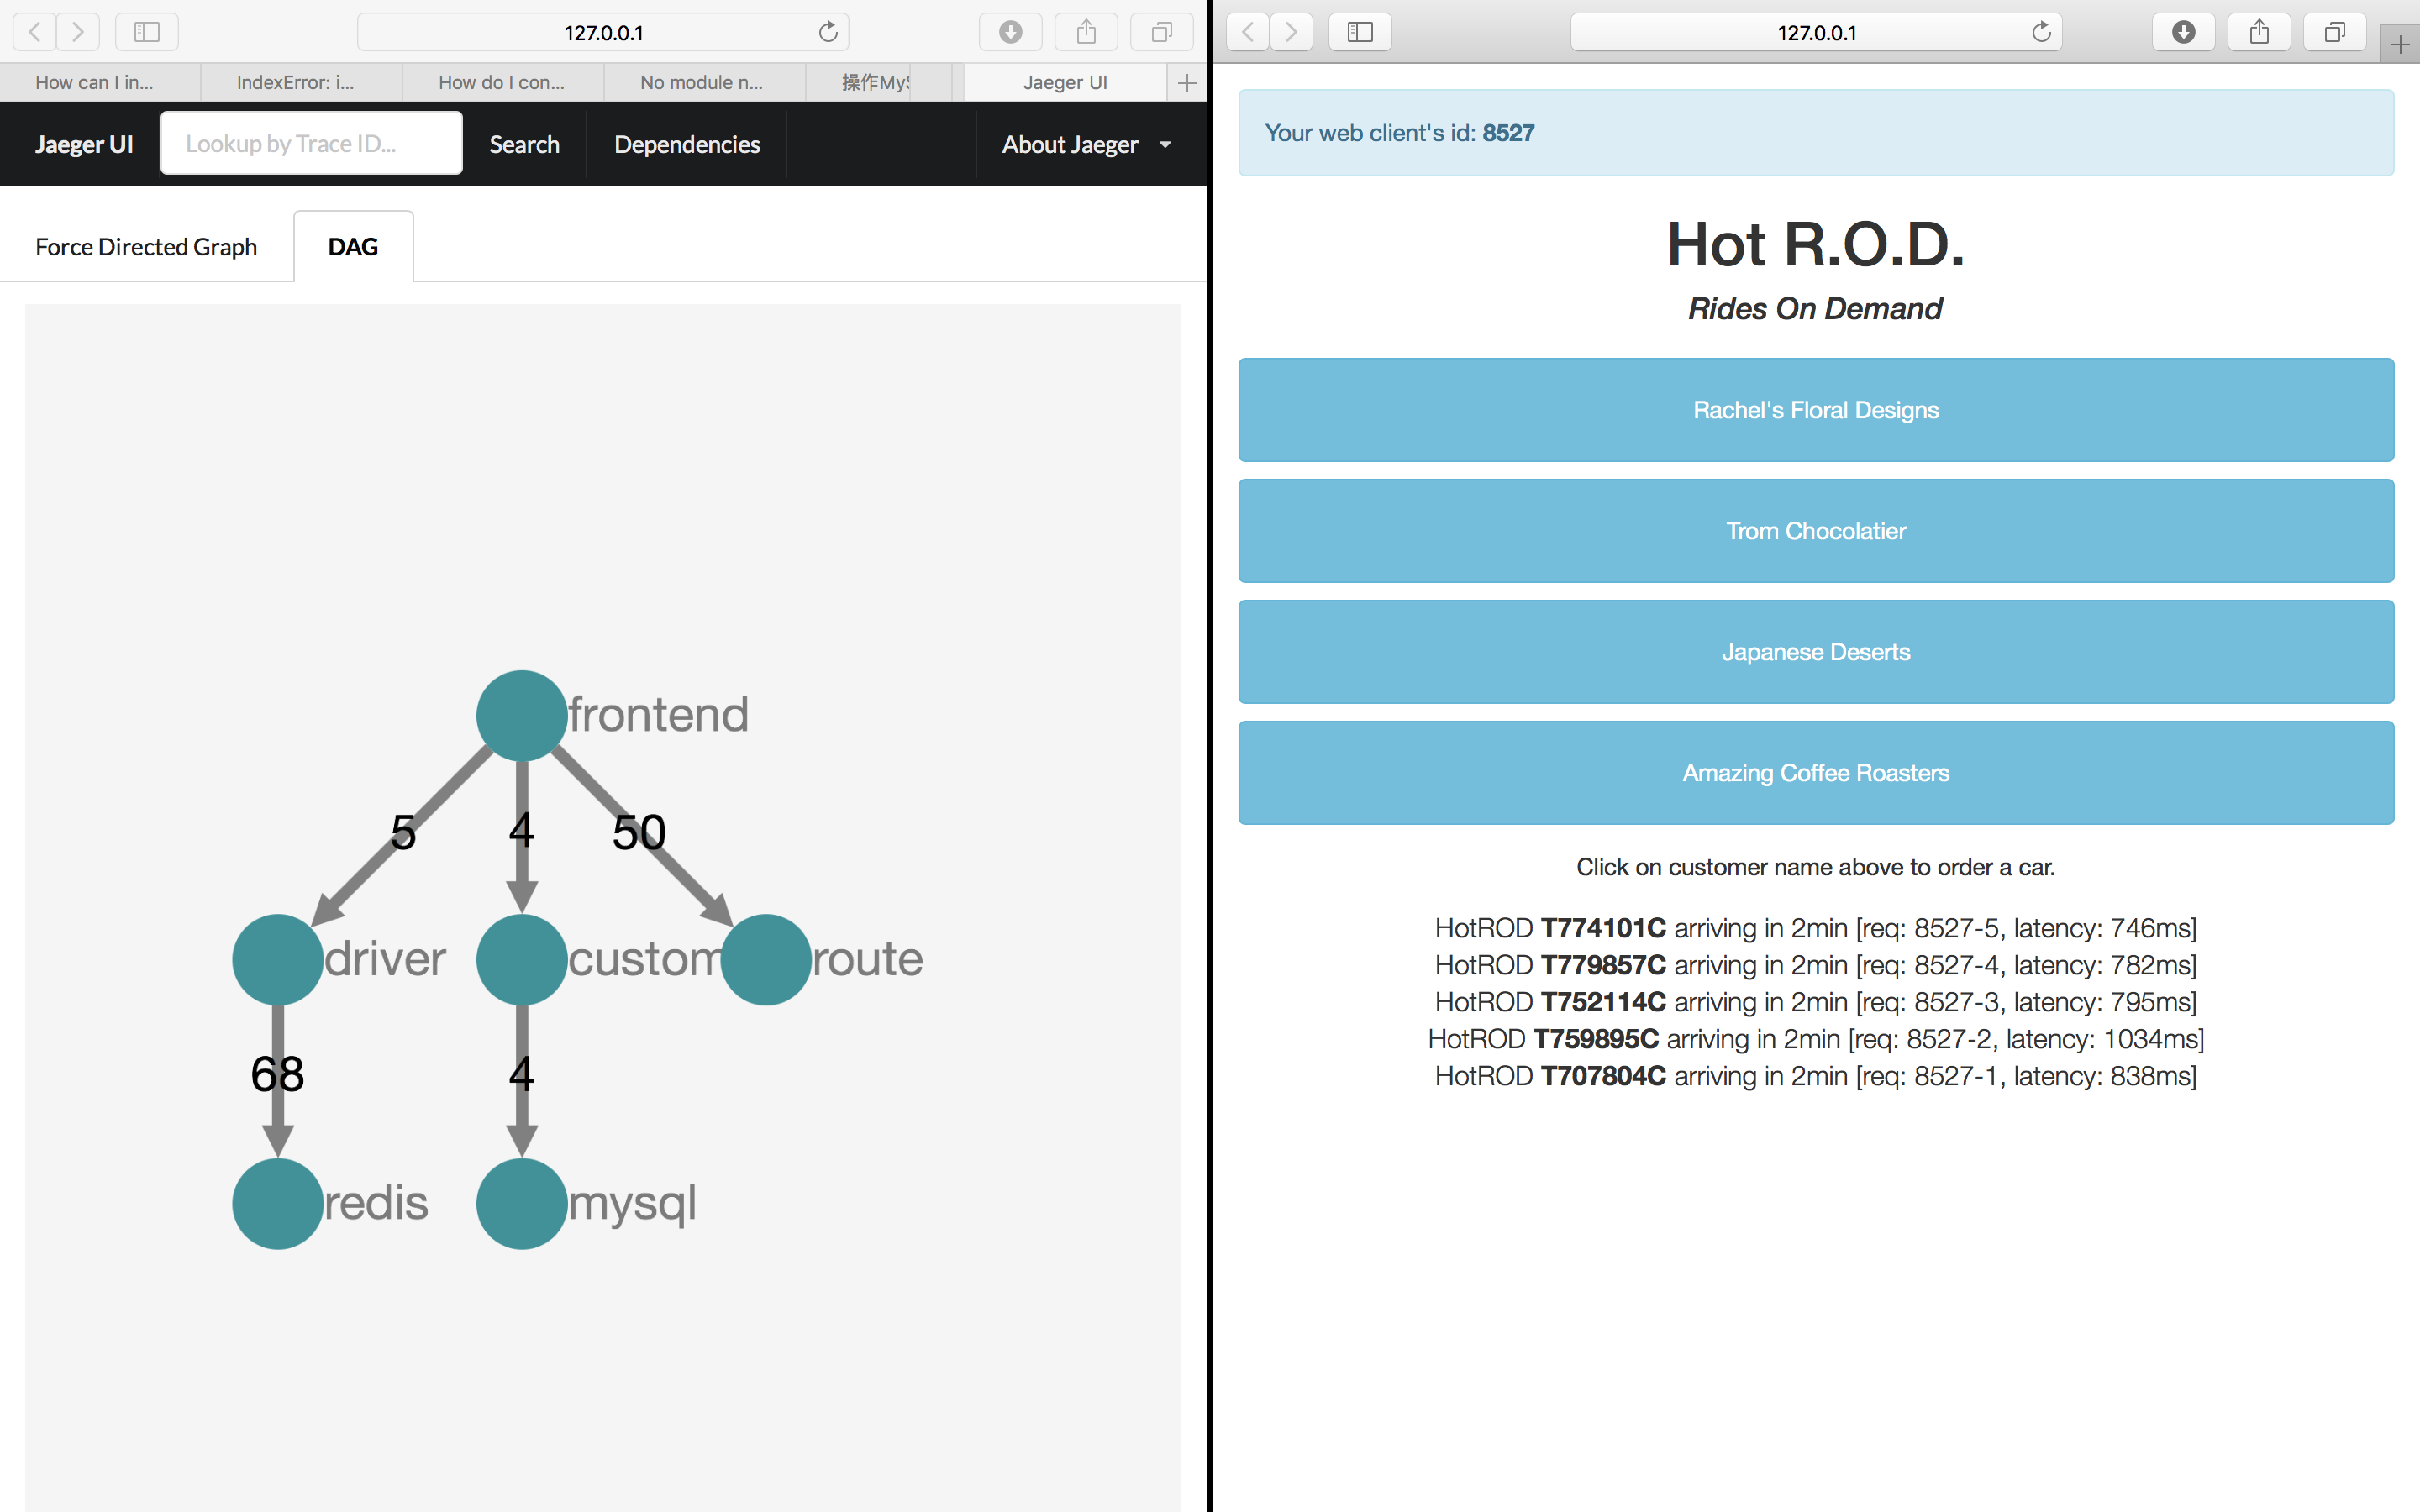 127.0.0.1
How can I in...
IndexError: i...
How do I con...
No module n...
操作MyS
Jaeger UI
Jaeger UI
Lookup by Trace ID...
Search
Dependencies
About Jaeger
Force Directed Graph
DAG
frontend
5
4
50
driver
custom
route
68
4
redis
mysql
127.0.0.1
Your web client's id: 8527
Hot R.O.D.
Rides On Demand
Rachel's Floral Designs
Trom Chocolatier
Japanese Deserts
Amazing Coffee Roasters
Click on customer name above to order a car.
HotROD T774101C arriving in 2min [req: 8527-5, latency: 746ms]
HotROD T779857C arriving in 2min [req: 8527-4, latency: 782ms]
HotROD T752114C arriving in 2min [req: 8527-3, latency: 795ms]
HotROD T759895C arriving in 2min [req: 8527-2, latency: 1034ms]
HotROD T707804C arriving in 2min [req: 8527-1, latency: 838ms]